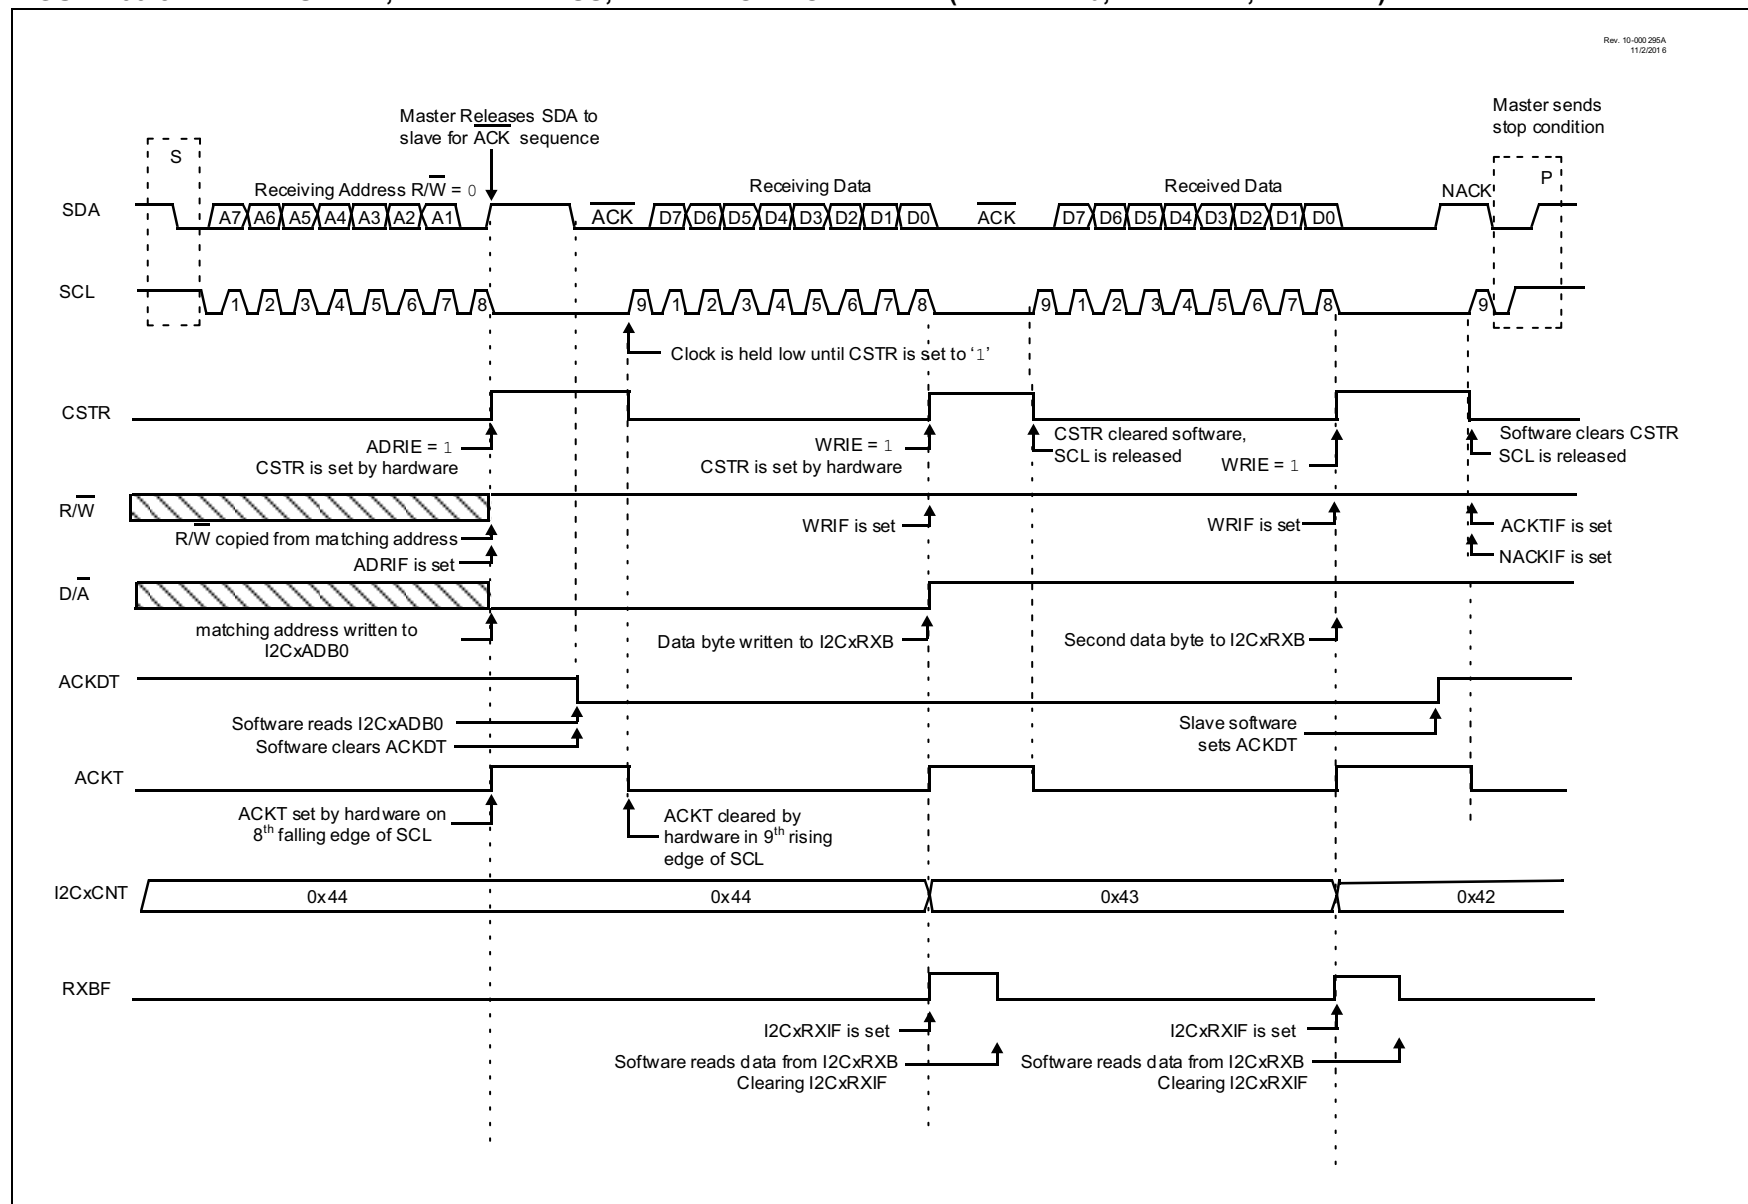 Rev. 10-000 295A
11/2/201 6
Master Releases SDA to
slave for ACK sequence
Master sends
stop condition
S
P
Receiving Address R/W = 0
Receiving Data
Received Data
NACK
SDA
A7 A6 A5 A4 A3 A2 A1
ACK
D7 D6 D5 D4 D3 D2 D1 D0
ACK
D7 D6 D5 D4 D3 D2 D1 D0
SCL
1 2 3 4 5 6 7 8
9 1 2 3 4 5 6 7 8
9 1 2 3 4 5 6 7 8
9
Clock is held low until CSTR is set to ‘1’
CSTR
ADRIE = 1
CSTR is set by hardware
WRIE = 1
CSTR is set by hardware
CSTR cleared software,
SCL is released
WRIE = 1
Software clears CSTR
SCL is released
R/W
R/W copied from matching address
ADRIF is set
WRIF is set
WRIF is set
ACKTIF is set
NACKIF is set
D/A
matching address written to
I2CxADB0
Data byte written to I2CxRXB
Second data byte to I2CxRXB
ACKDT
Software reads I2CxADB0
Software clears ACKDT
Slave software
sets ACKDT
ACKT
ACKT set by hardware on
8th falling edge of SCL
ACKT cleared by
hardware in 9th rising
edge of SCL
I2CxCNT
0x44
0x44
0x43
0x42
RXBF
I2CxRXIF is set
Software reads data from I2CxRXB
Clearing I2CxRXIF
I2CxRXIF is set
Software reads data from I2CxRXB
Clearing I2CxRXIF